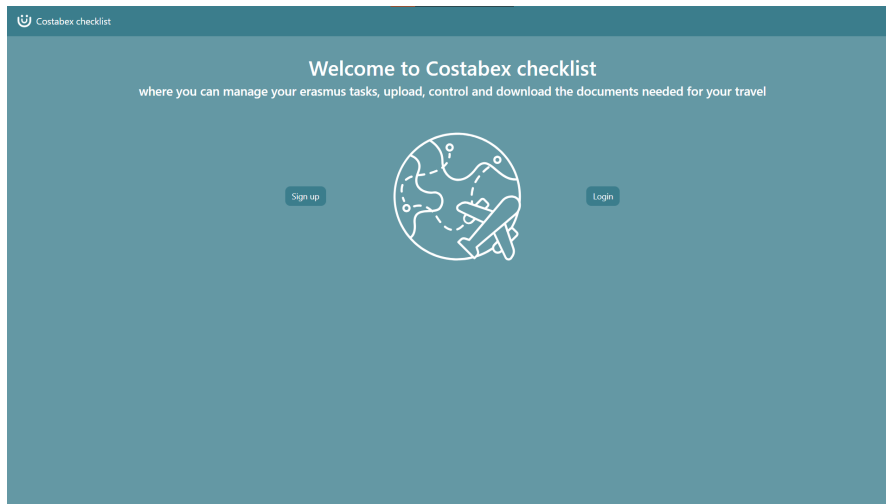 Costabex checklist
Welcome to Costabex checklist
where you can manage your erasmus tasks, upload, control and download the documents needed for your travel
Sign up
Login